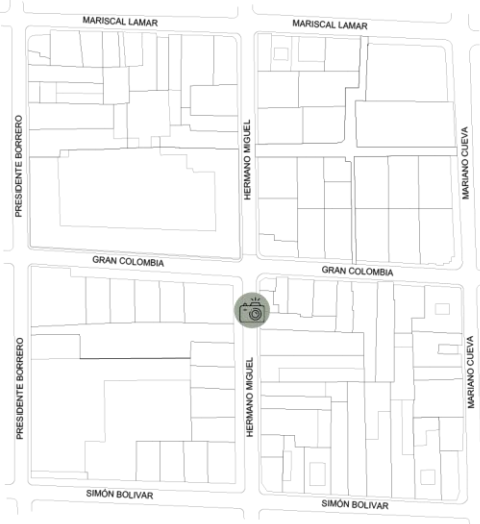 MARISCAL LAMAR
MARISCAL LAMAR
PRESIDENTE BORRERO
HERMANO MIGUEL
MARIANO CUEVA
GRAN COLOMBIA
GRAN COLOMBIA
PRESIDENTE BORRERO
HERMANO MIGUEL
MARIANO CUEVA
SIMÓN BOLIVAR
SIMÓN BOLIVAR